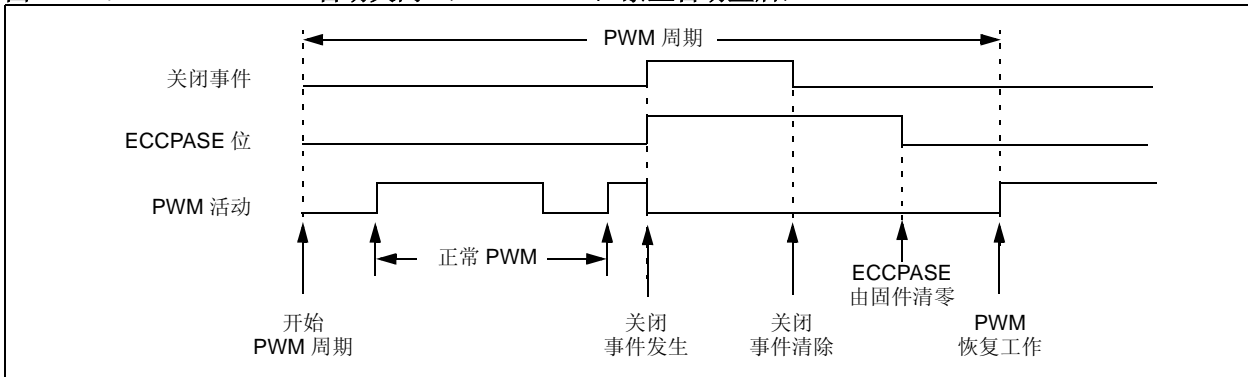 PWM 周期
关闭事件
ECCPASE 位
PWM 活动
正常 PWM
ECCPASE
由固件清零
开始
PWM 周期
关闭
事件发生
关闭
事件清除
PWM
恢复工作